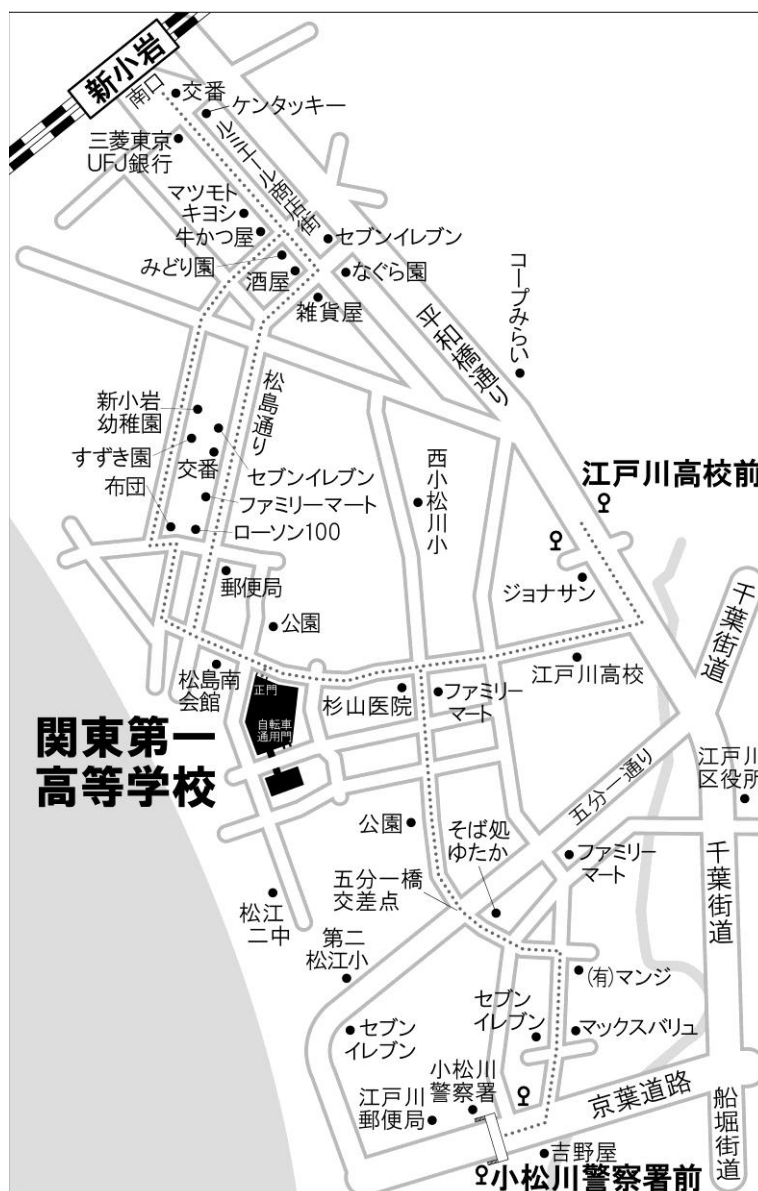 新小岩
南口
交番
ケンタッキー
三菱東京
UFJ銀行
ルミエール商店街
マツモト
キヨシ
牛かつ屋
みどり園
酒屋
セブンイレブン
なぐら園
雑貨屋
平和橋通り
コープみらい
松島通り
新小岩
幼稚園
すずき園
交番
布団
セブンイレブン
ファミリーマート
ローソン100
西小松川小
江戸川高校前
郵便局
ジョナサン
千葉街道
公園
松島南
会館
正門
自転車
通用門
杉山医院
ファミリー
マート
江戸川高校
関東第一
高等学校
五分一通り
江戸川
区役所
公園
そば処
ゆたか
ファミリー
マート
五分一橋
交差点
千葉街道
松江
二中
第二
松江小
(有)マンジ
セブン
イレブン
セブン
イレブン
マックスバリュ
小松川
警察署
江戸川
郵便局
京葉道路
船堀街道
吉野屋
小松川警察署前